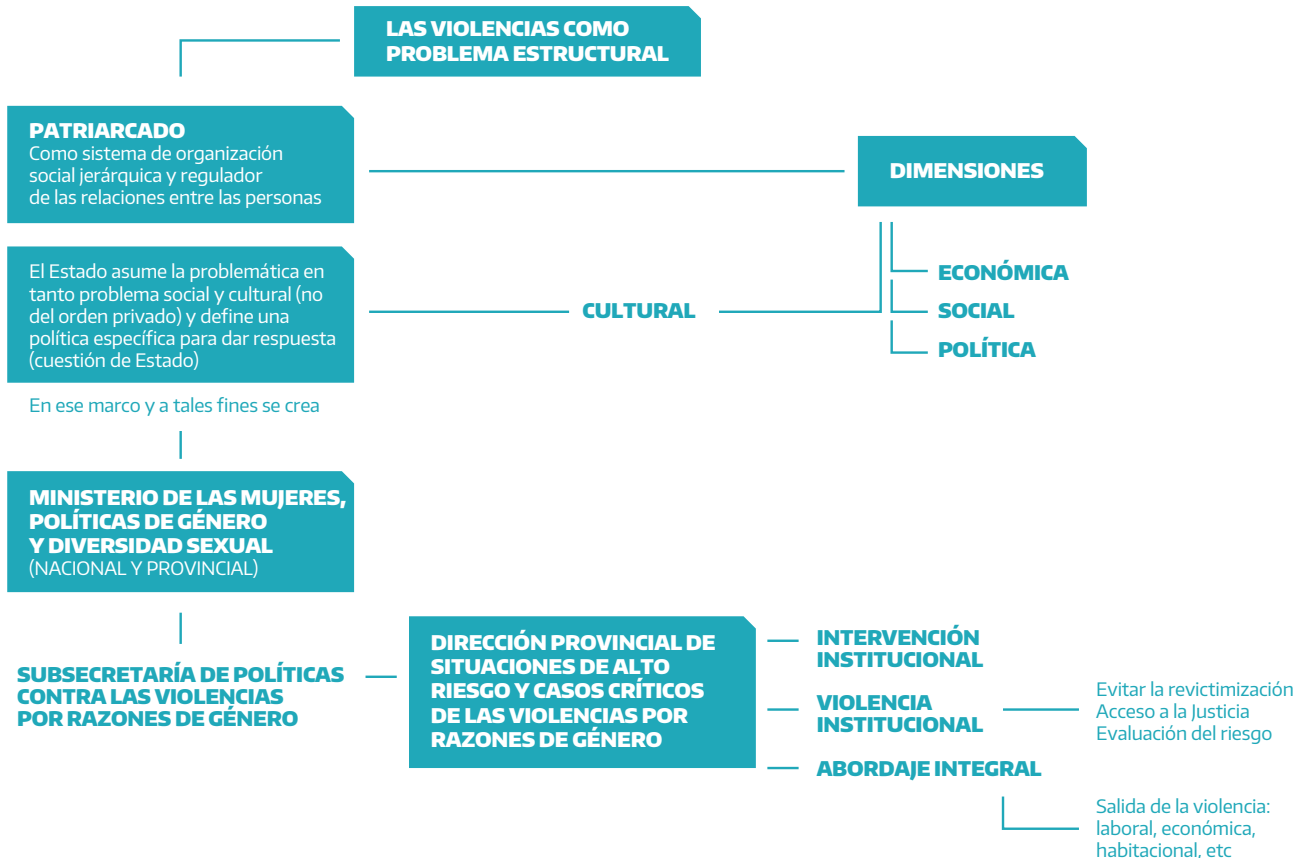 LAS VIOLENCIAS COMO
PROBLEMA ESTRUCTURAL
PATRIARCADO
Como sistema de organización
social jerárquica y regulador
de las relaciones entre las personas
DIMENSIONES
El Estado asume la problemática en
tanto problema social y cultural (no
del orden privado) y define una
política específica para dar respuesta
(cuestión de Estado)
CULTURAL
ECONÓMICA
SOCIAL
POLÍTICA
En ese marco y a tales fines se crea
MINISTERIO DE LAS MUJERES,
POLÍTICAS DE GÉNERO
Y DIVERSIDAD SEXUAL
(NACIONAL Y PROVINCIAL)
SUBSECRETARÍA DE POLÍTICAS
CONTRA LAS VIOLENCIAS
POR RAZONES DE GÉNERO
DIRECCIÓN PROVINCIAL DE
SITUACIONES DE ALTO
RIESGO Y CASOS CRÍTICOS
DE LAS VIOLENCIAS POR
RAZONES DE GÉNERO
INTERVENCIÓN
INSTITUCIONAL
VIOLENCIA
INSTITUCIONAL
Evitar la revictimización
Acceso a la Justicia
Evaluación del riesgo
ABORDAJE INTEGRAL
Salida de la violencia:
laboral, económica,
habitacional, etc